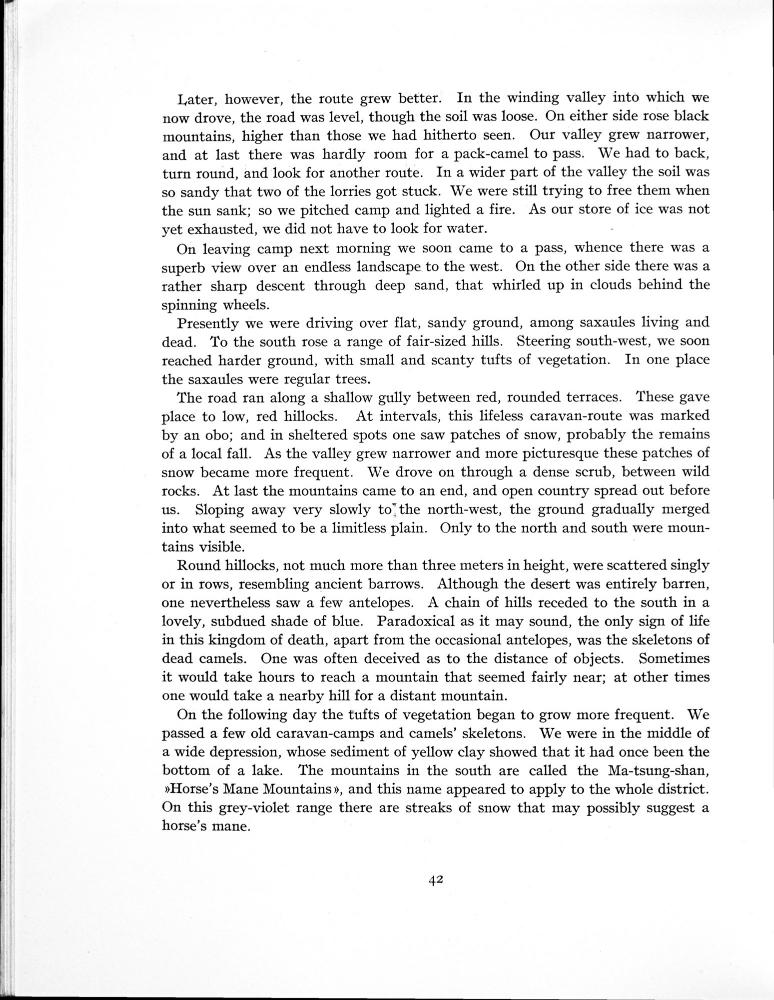 Later, however, the route grew better. In the winding valley into which we
now drove, the road was level, though the soil was loose. On either side rose black
mountains, higher than those we had hitherto seen. Our valley grew narrower,
and at last there was hardly room for a pack-camel to pass. We had to back,
turn round, and look for another route. In a wider part of the valley the soil was
so sandy that two of the lorries got stuck. We were still trying to free them when
the sun sank; so we pitched camp and lighted a fire. As our store of ice was not
yet exhausted, we did not have to look for water.
On leaving camp next morning we soon came to a pass, whence there was a
superb view over an endless landscape to the west. On the other side there was a
rather sharp descent through deep sand, that whirled up in clouds behind the
spinning wheels.
Presently we were driving over flat, sandy ground, among saxaules living and
dead. To the south rose a range of fair-sized hills. Steering south-west, we soon
reached harder ground, with small and scanty tufts of vegetation. In one place
the saxaules were regular trees.
The road ran along a shallow gully between red, rounded terraces. These gave
place to low, red hillocks. At intervals, this lifeless caravan-route was marked
by an obo; and in sheltered spots one saw patches of snow, probably the remains
of a local fall. As the valley grew narrower and more picturesque these patches of
snow became more frequent. We drove on through a dense scrub, between wild
rocks. At last the mountains came to an end, and open country spread out before
us. Sloping away very slowly to the north-west, the ground gradually merged
into what seemed to be a limitless plain. Only to the north and south were moun-
tains visible.
Round hillocks, not much more than three meters in height, were scattered singly
or in rows, resembling ancient barrows. Although the desert was entirely barren,
one nevertheless saw a few antelopes. A chain of hills receded to the south in a
lovely, subdued shade of blue. Paradoxical as it may sound, the only sign of life
in this kingdom of death, apart from the occasional antelopes, was the skeletons of
dead camels. One was often deceived as to the distance of objects. Sometimes
it would take hours to reach a mountain that seemed fairly near; at other times
one would take a nearby hill for a distant mountain.
On the following day the tufts of vegetation began to grow more frequent. We
passed a few old caravan-camps and camels' skeletons. We were in the middle of
a wide depression, whose sediment of yellow clay showed that it had once been the
bottom of a lake. The mountains in the south are called the Ma-tsung-shan,
»Horse's Mane Mountains», and this name appeared to apply to the whole district.
On this grey-violet range there are streaks of snow that may possibly suggest a
horse's mane.
42